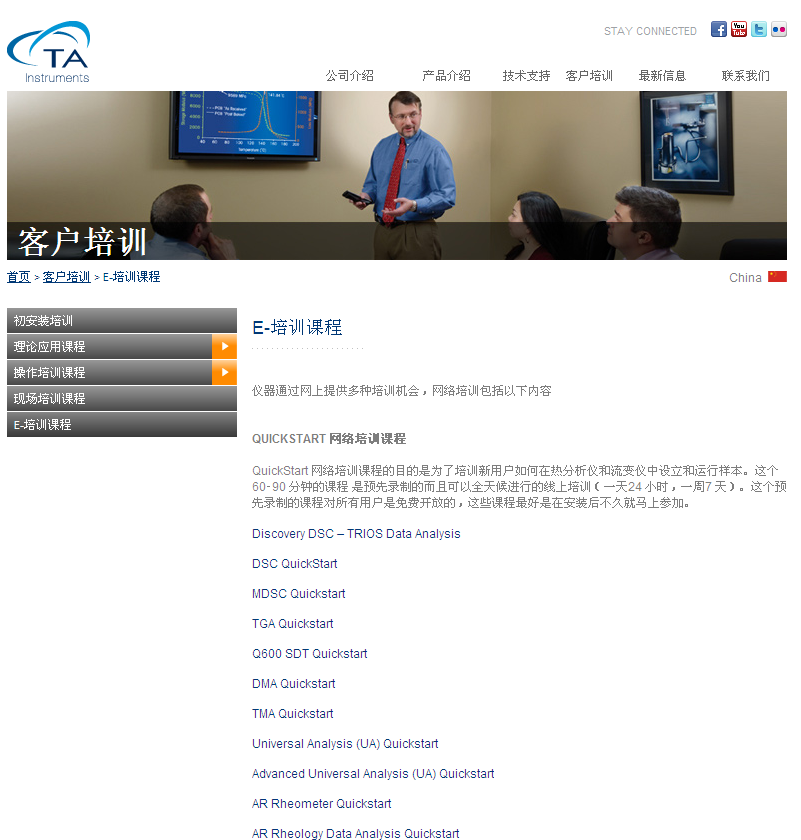 STAY CONNECTED
You
Tube
TA
Instruments
公司介绍 产品介绍 技术支持 客户培训 最新信息 联系我们
客户培训
首页 > 客户培训 > E-培训课程
China
初安装培训
理论应用课程
操作培训课程
现场培训课程
E-培训课程
E-培训课程
仪器通过网上提供多种培训机会，网络培训包括以下内容
QUICKSTART 网络培训课程
QuickStart 网络培训课程的目的是为了培训新用户如何在热分析仪和流变仪中设立和运行样本。这个
60-90 分钟的课程 是预先录制的而且可以全天候进行的线上培训（一天24 小时，一周7 天）。这个预
先录制的课程对所有用户是免费开放的，这些课程最好是在安装后不久就马上参加。
Discovery DSC – TRIOS Data Analysis
DSC QuickStart
MDSC Quickstart
TGA Quickstart
Q600 SDT Quickstart
DMA Quickstart
TMA Quickstart
Universal Analysis (UA) Quickstart
Advanced Universal Analysis (UA) Quickstart
AR Rheometer Quickstart
AR Rheology Data Analysis Quickstart